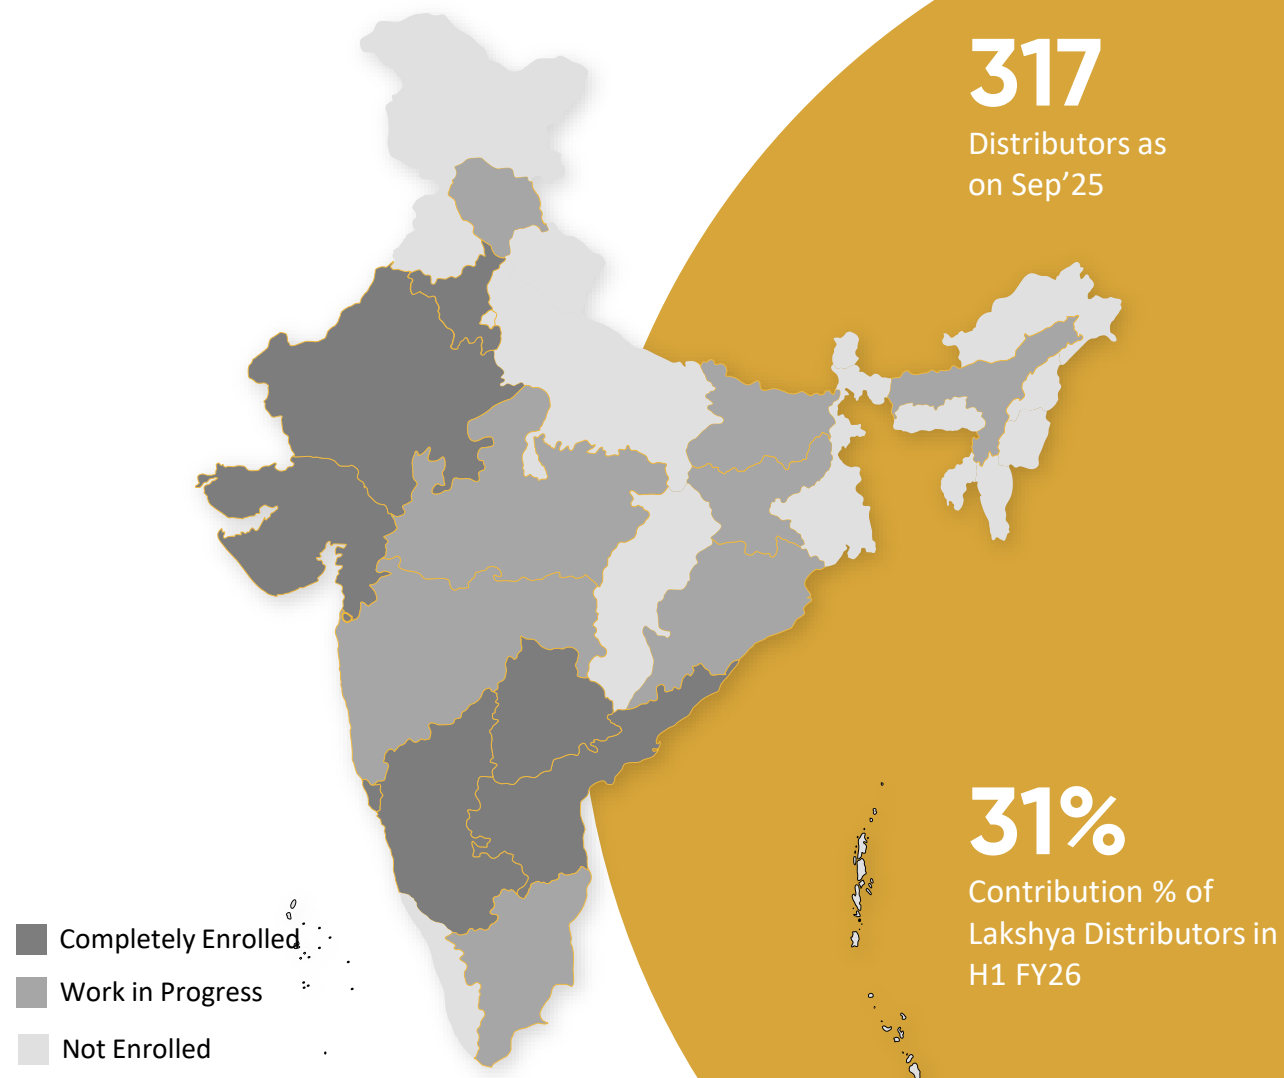 317
Distributors as
on Sep’25
31%
Contribution % of
Lakshya Distributors in
H1 FY26
Completely Enrolled
Work in Progress
Not Enrolled